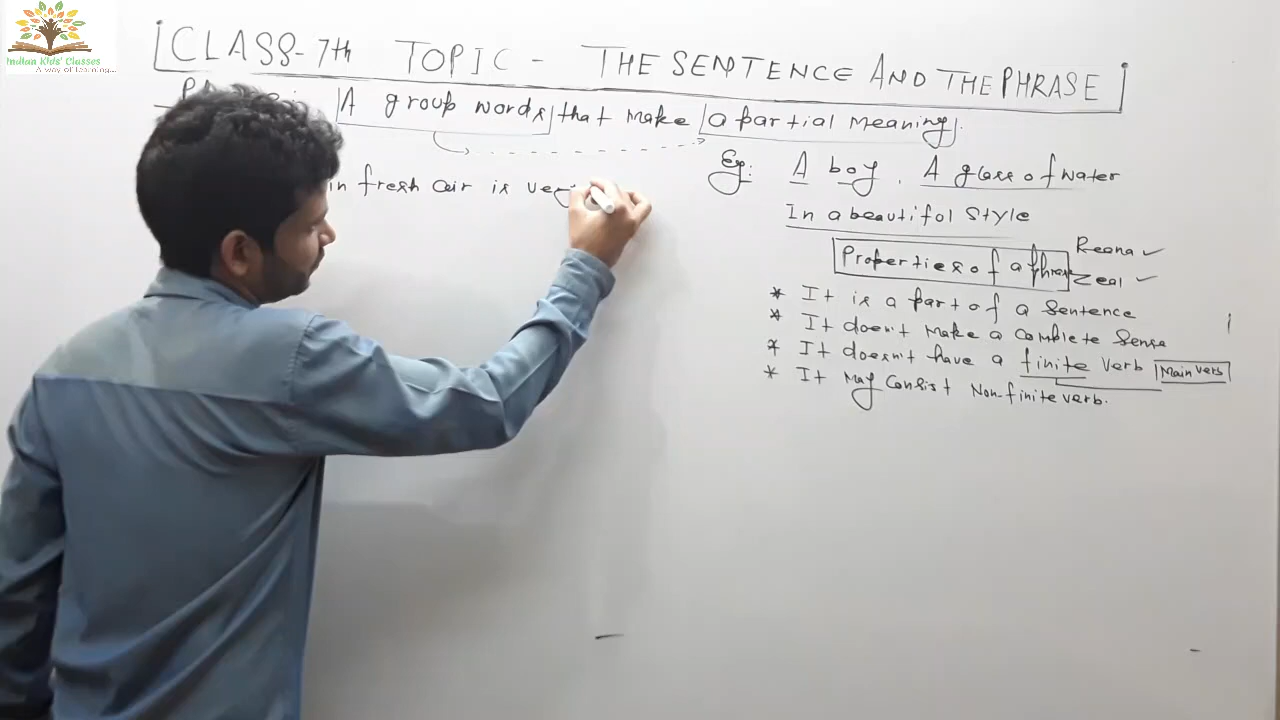 Indian Kids' Classes
A way of learning...
CLASS-7th TOPIC - THE SENTENCE AND THE PHRASE
A group words that make a partial meaning.
Eg: A boy, A glass of water
in fresh air is very
In a beautiful style
Properties of a phrase
Reena ✓
Zeal ✓
* It is a part of a sentence
* It doesn't make a complete sense
* It doesn't have a finite verb Main verb
* It may consist Non-finite verb.